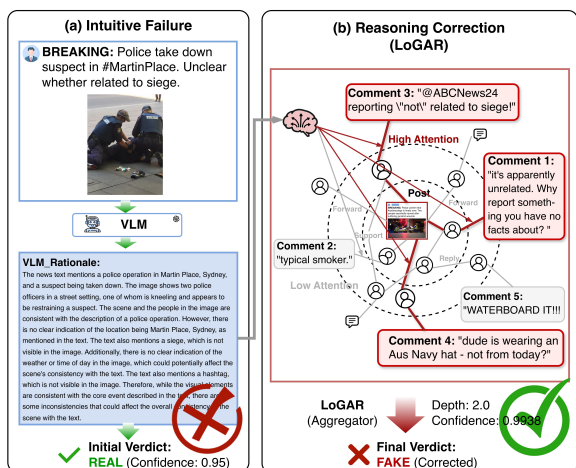 (a) Intuitive Failure
BREAKING: Police take down
suspect in #MartinPlace. Unclear
whether related to siege.
VLM
VLM_Rationale:
The news text mentions a police operation in Martin Place, Sydney,
and a suspect being taken down. The image shows two police
officers in a street setting, one of whom is kneeling and appears to
be restraining a suspect. The scene and the people in the image are
consistent with the description of a police operation. However, there
is no clear indication of the location being Martin Place, Sydney, as
mentioned in the text. The text also mentions a siege, which is not
visible in the image. Additionally, there is no clear indication of the
weather or time of day in the image, which could potentially affect the
scene's consistency with the text. The text also mentions a hashtag,
which is not visible in the image. Therefore, while the visual elements
are consistent with the core event described in the text, there are
some inconsistencies that could affect the overall consistency of the
scene with the text.
Initial Verdict:
REAL (Confidence: 0.95)
(b) Reasoning Correction
(LoGAR)
Comment 3: "@ABCNews24
reporting \"not\" related to siege!"
High Attention
Comment 1:
"it's apparently
unrelated. Why
report someth-
ing you have no
facts about? "
Post
Forward
Forward
Support
Comment 2:
"typical smoker."
Reply
Low Attention
Comment 5:
"WATERBOARD IT!!!
Comment 4: "dude is wearing an
Aus Navy hat - not from today?"
LoGAR
(Aggregator)
Depth: 2.0
Confidence: 0.9938
Final Verdict:
FAKE (Corrected)